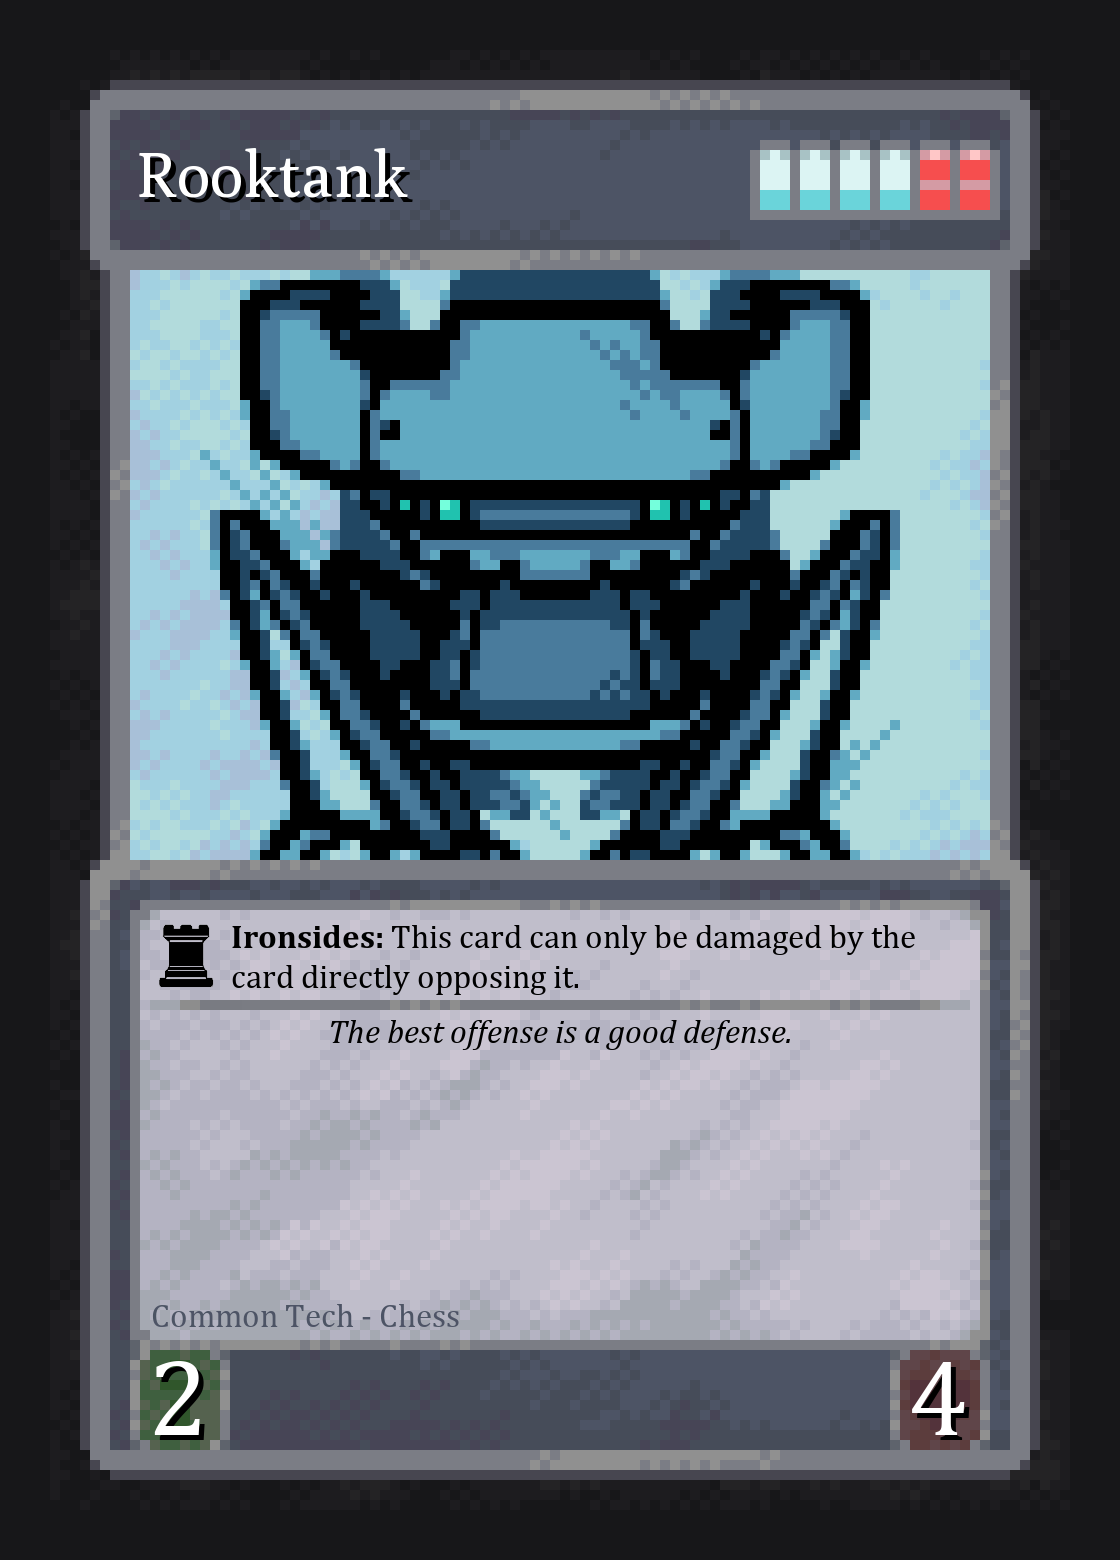 Rooktank
Ironsides: This card can only be damaged by the
card directly opposing it.
The best offense is a good defense.
Common Tech - Chess
2
4